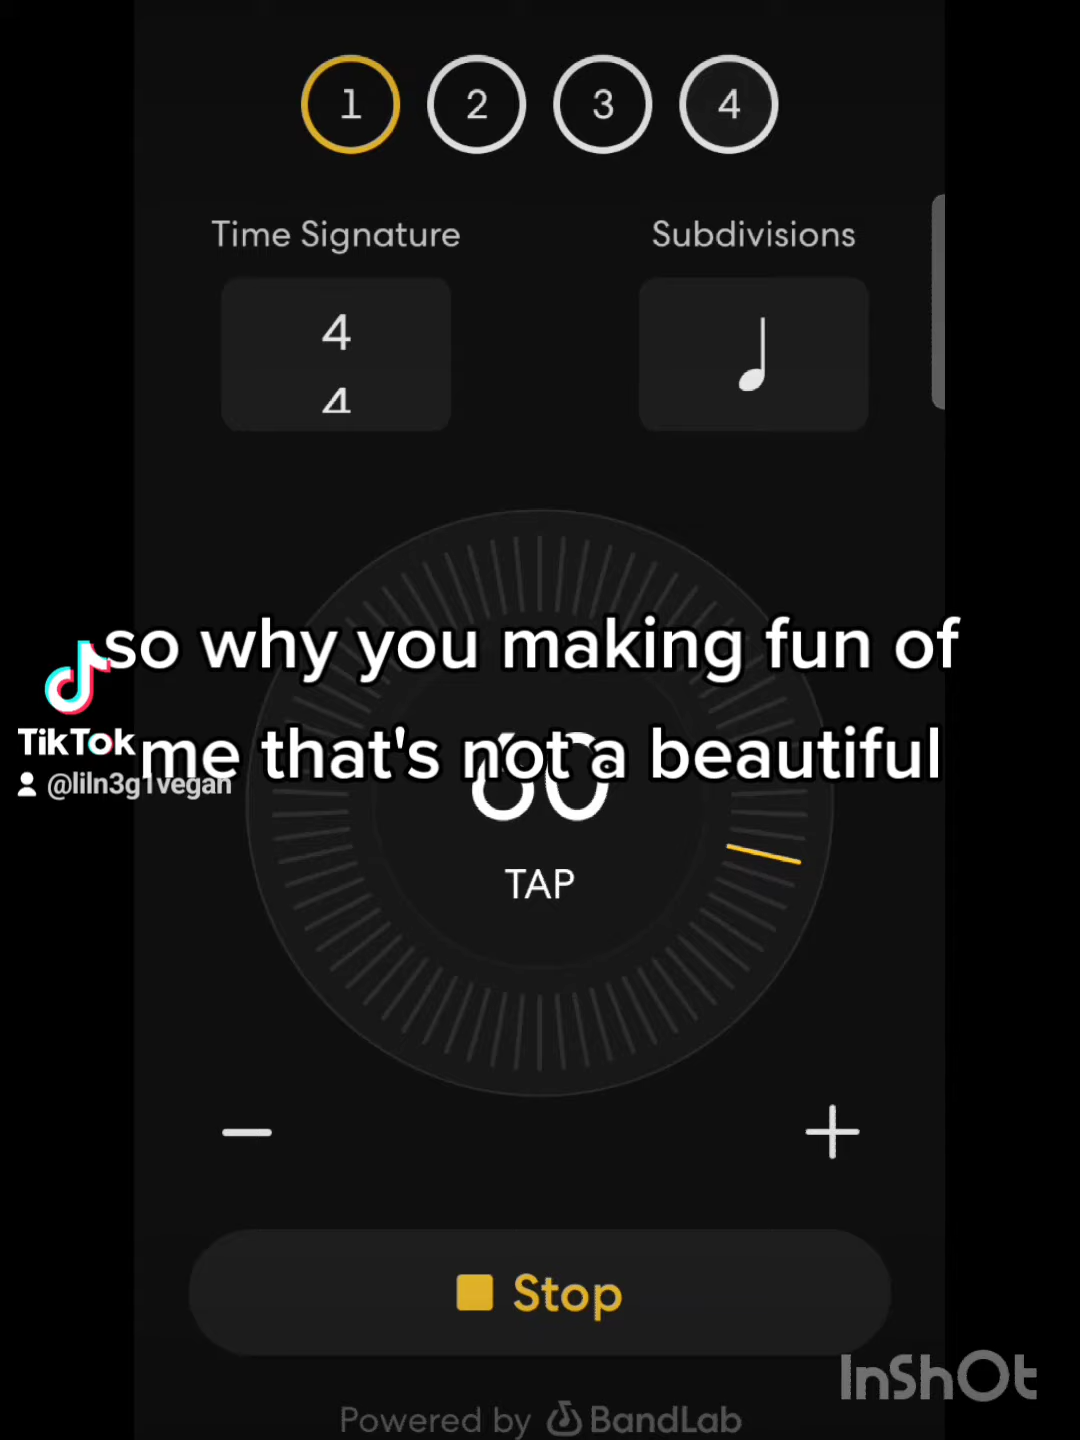 1 2 3 4
Time Signature Subdivisions
4
4
so why you making fun of
me that's not a beautiful
TikTok
@liln3g1vegan
60
TAP
Stop
InShOt
Powered by BandLab